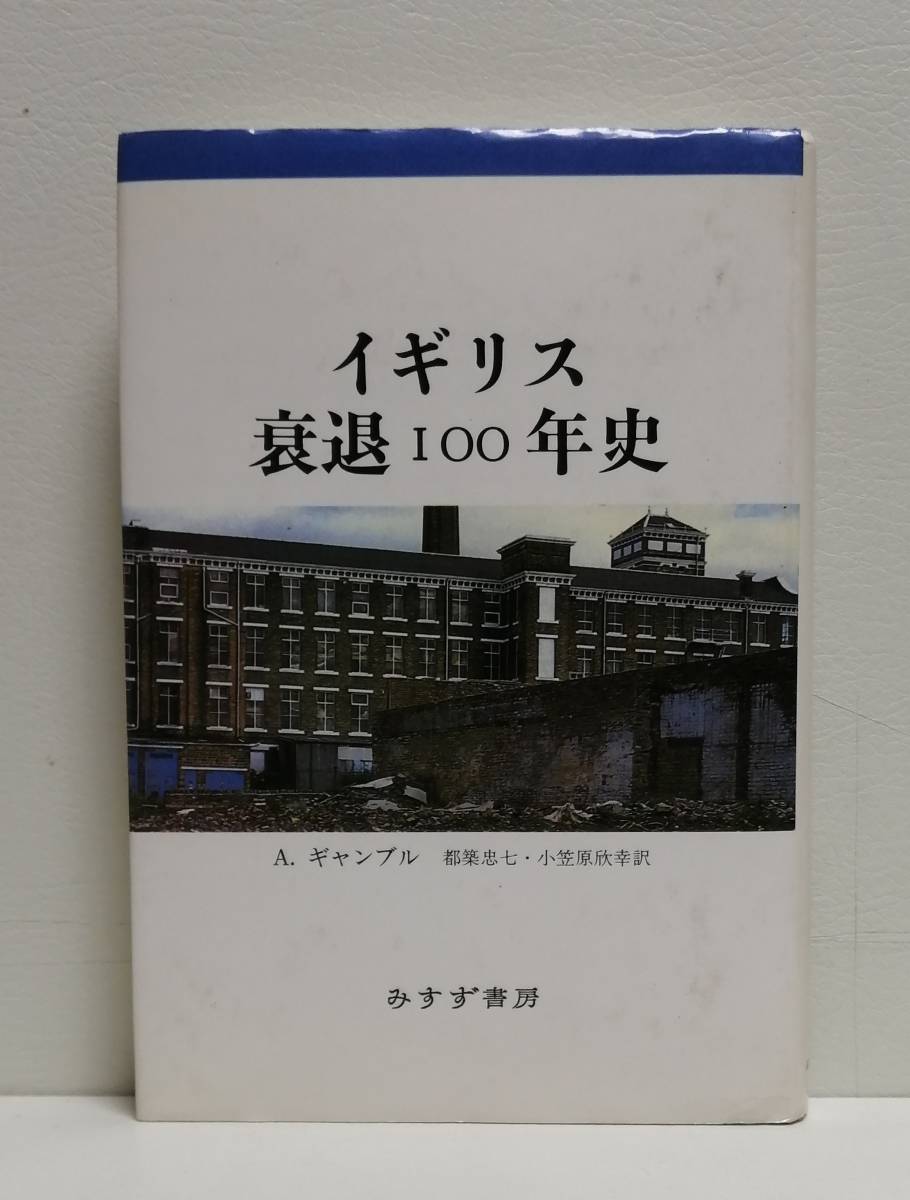 イギリス
衰退100年史
A. ギャンブル 都築忠七・小笠原欣幸訳
みすず書房